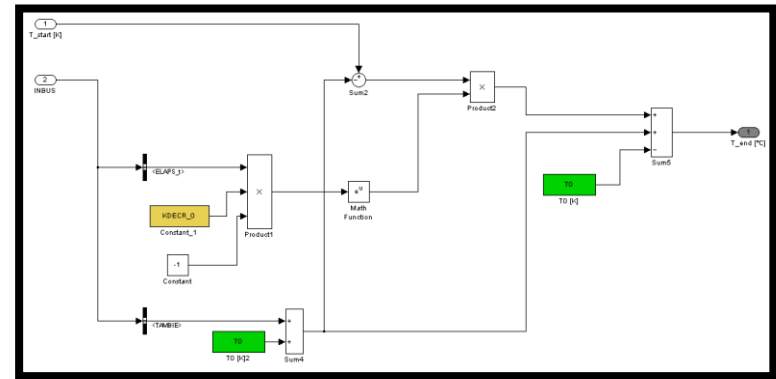 1
T_start [K]
2
INBUS
Sum2
×
Product2
+
+
−
Sum5
1
T_end [°C]
<ELAPS_t>
KDECR_0
Constant_1
×
Product1
e^u
Math
Function
T0
T0 [K]
-1
Constant
<TAMBIE>
T0
T0 [K]2
+
+
Sum4